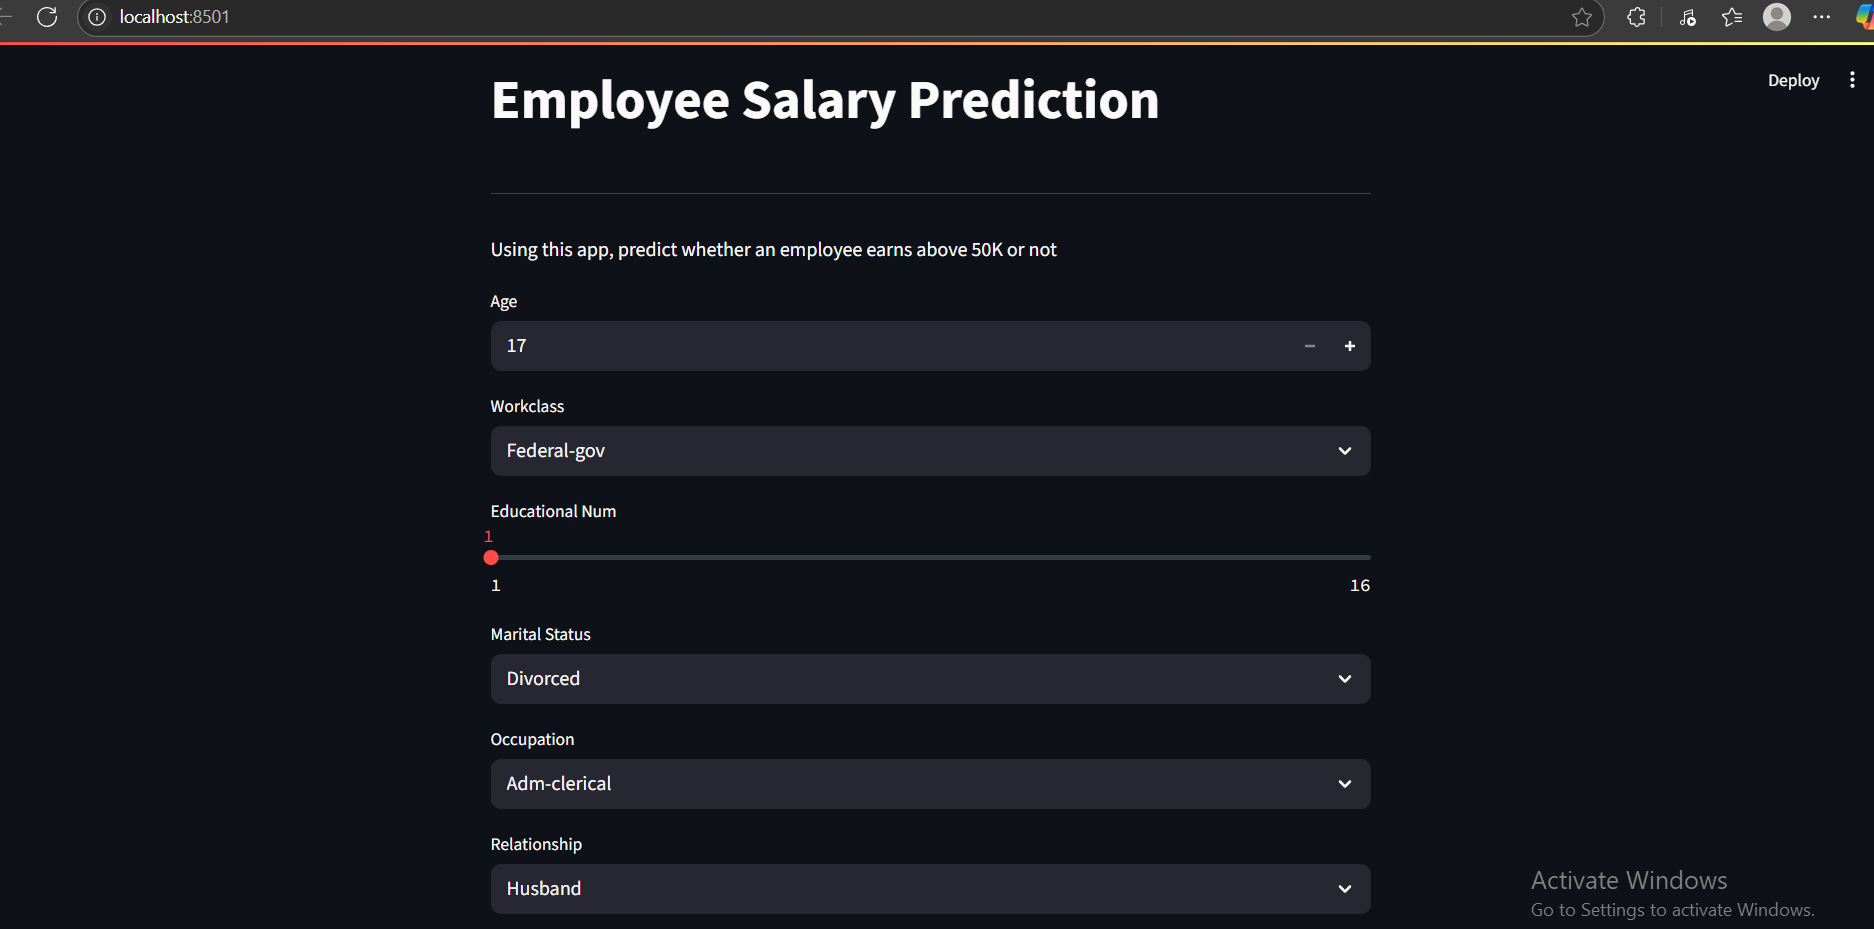 localhost:8501
Deploy
Employee Salary Prediction
Using this app, predict whether an employee earns above 50K or not
Age
17
Workclass
Federal-gov
Educational Num
1
1 16
Marital Status
Divorced
Occupation
Adm-clerical
Relationship
Husband
Activate Windows
Go to Settings to activate Windows.